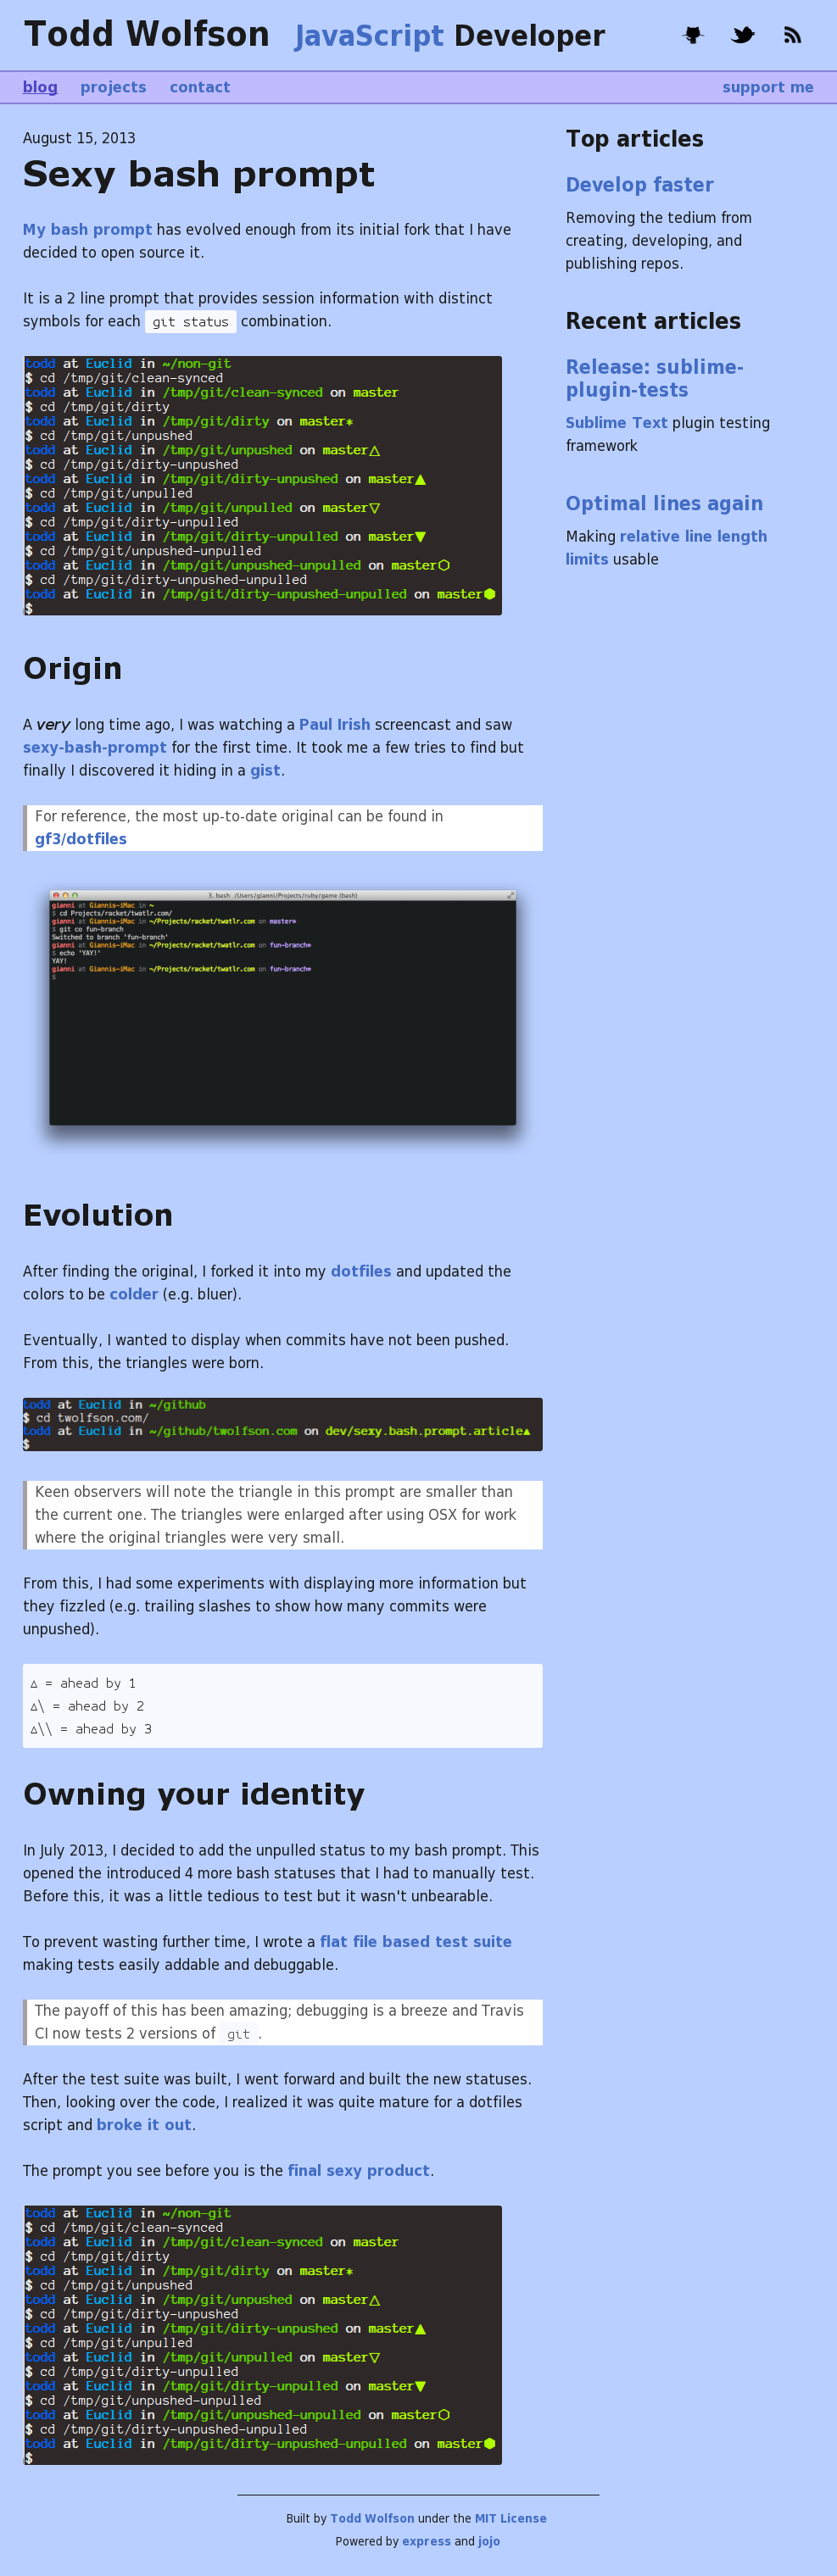 Todd Wolfson JavaScript Developer
blog projects contact support me
August 15, 2013
Sexy bash prompt
My bash prompt has evolved enough from its initial fork that I have
decided to open source it.
It is a 2 line prompt that provides session information with distinct
symbols for each git status combination.
todd at Euclid in ~/non-git
$ cd /tmp/git/clean-synced
todd at Euclid in /tmp/git/clean-synced on master
$ cd /tmp/git/dirty
todd at Euclid in /tmp/git/dirty on master*
$ cd /tmp/git/unpushed
todd at Euclid in /tmp/git/unpushed on master△
$ cd /tmp/git/dirty-unpushed
todd at Euclid in /tmp/git/dirty-unpushed on master▲
$ cd /tmp/git/unpulled
todd at Euclid in /tmp/git/unpulled on master▽
$ cd /tmp/git/dirty-unpulled
todd at Euclid in /tmp/git/dirty-unpulled on master▼
$ cd /tmp/git/unpushed-unpulled
todd at Euclid in /tmp/git/unpushed-unpulled on master⬡
$ cd /tmp/git/dirty-unpushed-unpulled
todd at Euclid in /tmp/git/dirty-unpushed-unpulled on master⬢
$
Origin
A very long time ago, I was watching a Paul Irish screencast and saw
sexy-bash-prompt for the first time. It took me a few tries to find but
finally I discovered it hiding in a gist.
For reference, the most up-to-date original can be found in
gf3/dotfiles
3. bash /Users/gianni/Projects/ruby/game (bash)
gianni at Giannis-iMac in ~
$ cd Projects/racket/twatlr.com/
gianni at Giannis-iMac in ~/Projects/racket/twatlr.com on master*
$ git co fun-branch
Switched to branch 'fun-branch'
gianni at Giannis-iMac in ~/Projects/racket/twatlr.com on fun-branch*
$ echo 'YAY!'
YAY!
gianni at Giannis-iMac in ~/Projects/racket/twatlr.com on fun-branch*
$
Evolution
After finding the original, I forked it into my dotfiles and updated the
colors to be colder (e.g. bluer).
Eventually, I wanted to display when commits have not been pushed.
From this, the triangles were born.
todd at Euclid in ~/github
$ cd twolfson.com/
todd at Euclid in ~/github/twolfson.com on dev/sexy.bash.prompt.article▲
$
Keen observers will note the triangle in this prompt are smaller than
the current one. The triangles were enlarged after using OSX for work
where the original triangles were very small.
From this, I had some experiments with displaying more information but
they fizzled (e.g. trailing slashes to show how many commits were
unpushed).
△ = ahead by 1
△\ = ahead by 2
△\\ = ahead by 3
Owning your identity
In July 2013, I decided to add the unpulled status to my bash prompt. This
opened the introduced 4 more bash statuses that I had to manually test.
Before this, it was a little tedious to test but it wasn't unbearable.
To prevent wasting further time, I wrote a flat file based test suite
making tests easily addable and debuggable.
The payoff of this has been amazing; debugging is a breeze and Travis
CI now tests 2 versions of git .
After the test suite was built, I went forward and built the new statuses.
Then, looking over the code, I realized it was quite mature for a dotfiles
script and broke it out.
The prompt you see before you is the final sexy product.
todd at Euclid in ~/non-git
$ cd /tmp/git/clean-synced
todd at Euclid in /tmp/git/clean-synced on master
$ cd /tmp/git/dirty
todd at Euclid in /tmp/git/dirty on master*
$ cd /tmp/git/unpushed
todd at Euclid in /tmp/git/unpushed on master△
$ cd /tmp/git/dirty-unpushed
todd at Euclid in /tmp/git/dirty-unpushed on master▲
$ cd /tmp/git/unpulled
todd at Euclid in /tmp/git/unpulled on master▽
$ cd /tmp/git/dirty-unpulled
todd at Euclid in /tmp/git/dirty-unpulled on master▼
$ cd /tmp/git/unpushed-unpulled
todd at Euclid in /tmp/git/unpushed-unpulled on master⬡
$ cd /tmp/git/dirty-unpushed-unpulled
todd at Euclid in /tmp/git/dirty-unpushed-unpulled on master⬢
$
Top articles
Develop faster
Removing the tedium from
creating, developing, and
publishing repos.
Recent articles
Release: sublime-
plugin-tests
Sublime Text plugin testing
framework
Optimal lines again
Making relative line length
limits usable
Built by Todd Wolfson under the MIT License
Powered by express and jojo